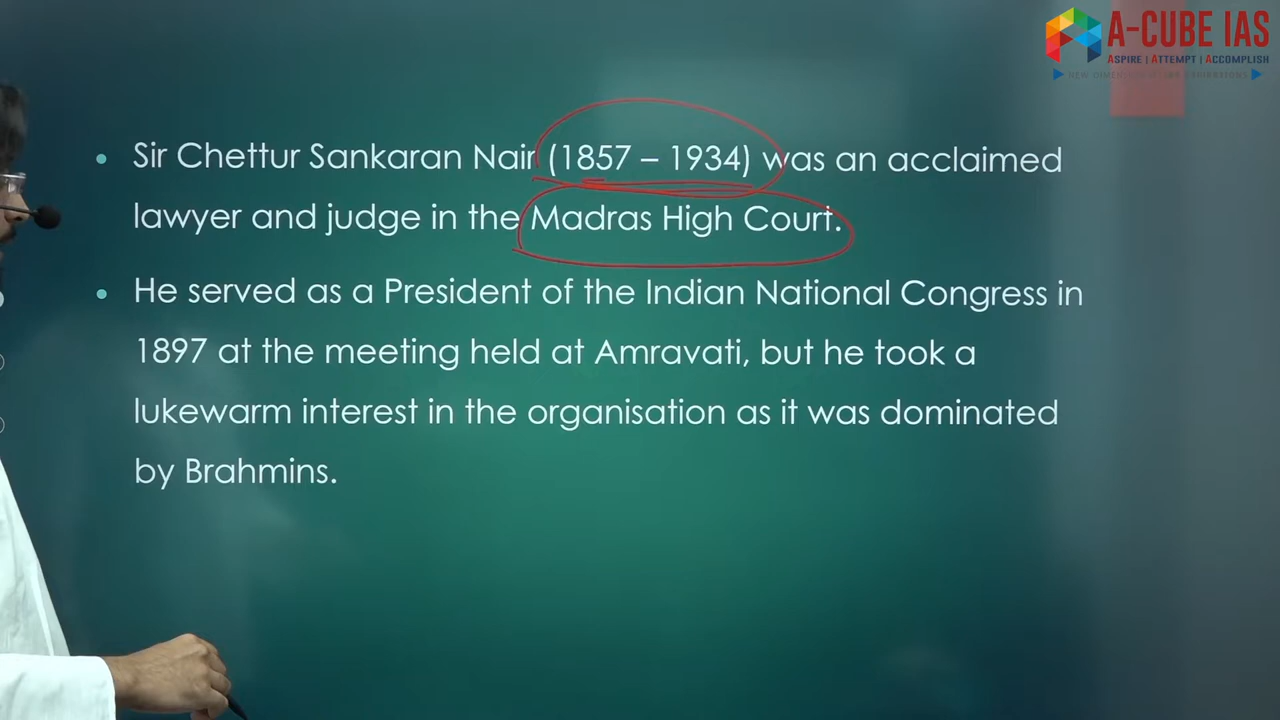 A-CUBE IAS
ASPIRE | ATTEMPT | ACCOMPLISH
Sir Chettur Sankaran Nair (1857 – 1934) was an acclaimed
lawyer and judge in the Madras High Court.
He served as a President of the Indian National Congress in
1897 at the meeting held at Amravati, but he took a
lukewarm interest in the organisation as it was dominated
by Brahmins.